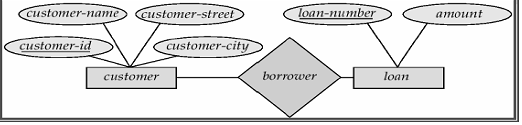 customer-name customer-street loan-number amount
customer-id customer-city
customer borrower loan